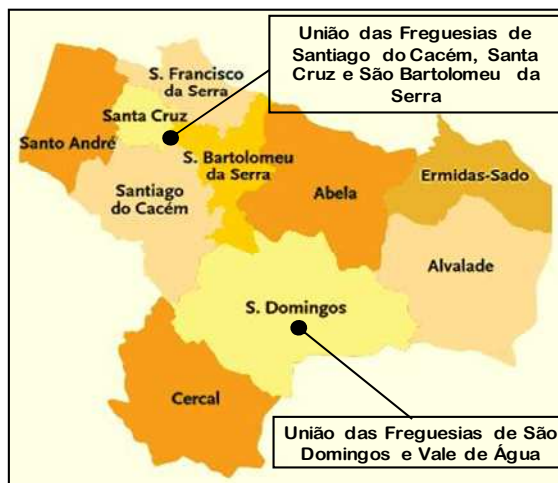 União das Freguesias de
Santiago do Cacém, Santa
Cruz e São Bartolomeu da
Serra
S. Francisco
da Serra
Santa Cruz
Santo André
S. Bartolomeu
da Serra
Ermidas-Sado
Santiago
do Cacém
Abela
Alvalade
S. Domingos
Cercal
União das Freguesias de São
Domingos e Vale de Água